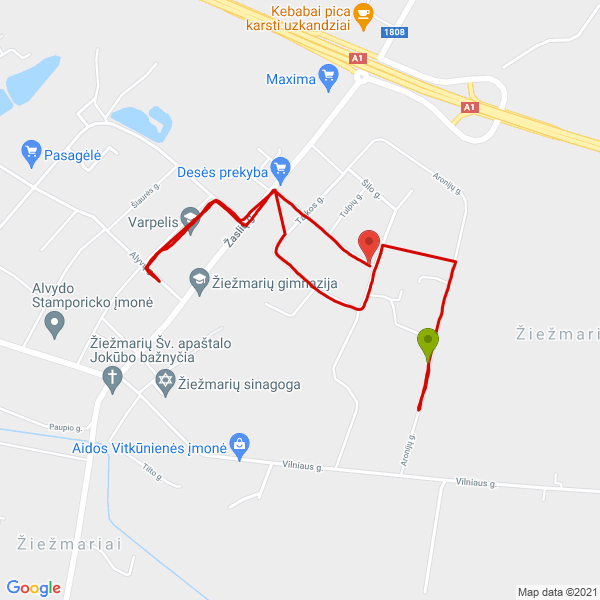 Kebabai pica
karsti uzkandziai
1808
A1
Maxima
A1
Pasagėlė
Desės prekyba
Šiaurės g.
Šilo g.
Aronijų g.
Tulpių g.
Taikos g.
Varpelis
Žaslių g.
Alyvų g.
Žiežmarių gimnazija
Alvydo
Stamporicko įmonė
Žiežmari
Žiežmarių Šv. apaštalo
Jokūbo bažnyčia
Žiežmarių sinagoga
Paupio g.
Aidos Vitkūnienės įmonė
Aronijų g.
Tilto g.
Vilniaus g.
Vilniaus g.
Žiežmariai
Google
Map data ©2021